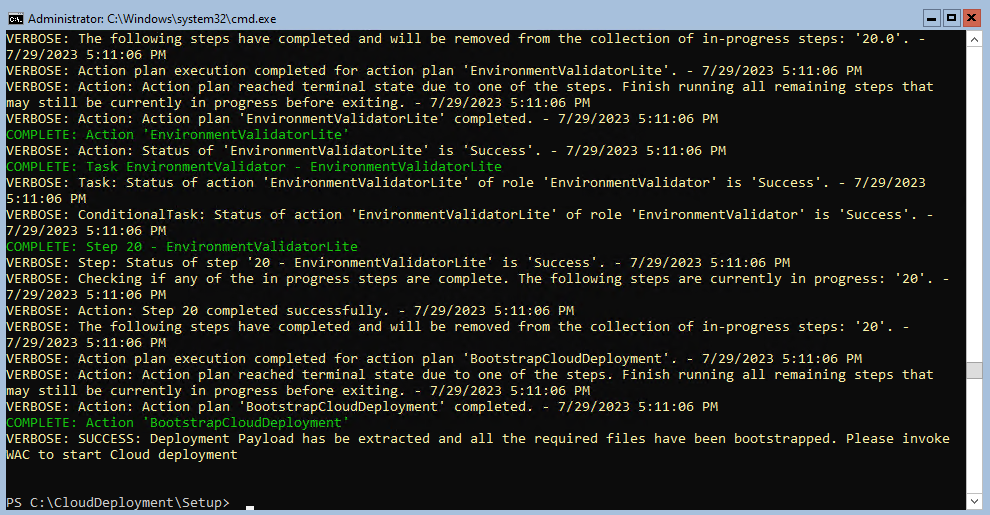 Administrator: C:\Windows\system32\cmd.exe
VERBOSE: The following steps have completed and will be removed from the collection of in-progress steps: '20.0'. -
7/29/2023 5:11:06 PM
VERBOSE: Action plan execution completed for action plan 'EnvironmentValidatorLite'. - 7/29/2023 5:11:06 PM
VERBOSE: Action: Action plan reached terminal state due to one of the steps. Finish running all remaining steps that
may still be currently in progress before exiting. - 7/29/2023 5:11:06 PM
VERBOSE: Action: Action plan 'EnvironmentValidatorLite' completed. - 7/29/2023 5:11:06 PM
COMPLETE: Action 'EnvironmentValidatorLite'
VERBOSE: Action: Status of 'EnvironmentValidatorLite' is 'Success'. - 7/29/2023 5:11:06 PM
COMPLETE: Task EnvironmentValidator - EnvironmentValidatorLite
VERBOSE: Task: Status of action 'EnvironmentValidatorLite' of role 'EnvironmentValidator' is 'Success'. - 7/29/2023
5:11:06 PM
VERBOSE: ConditionalTask: Status of action 'EnvironmentValidatorLite' of role 'EnvironmentValidator' is 'Success'. -
7/29/2023 5:11:06 PM
COMPLETE: Step 20 - EnvironmentValidatorLite
VERBOSE: Step: Status of step '20 - EnvironmentValidatorLite' is 'Success'. - 7/29/2023 5:11:06 PM
VERBOSE: Checking if any of the in progress steps are complete. The following steps are currently in progress: '20'. -
7/29/2023 5:11:06 PM
VERBOSE: Action: Step 20 completed successfully. - 7/29/2023 5:11:06 PM
VERBOSE: The following steps have completed and will be removed from the collection of in-progress steps: '20'. -
7/29/2023 5:11:06 PM
VERBOSE: Action plan execution completed for action plan 'BootstrapCloudDeployment'. - 7/29/2023 5:11:06 PM
VERBOSE: Action: Action plan reached terminal state due to one of the steps. Finish running all remaining steps that
may still be currently in progress before exiting. - 7/29/2023 5:11:06 PM
VERBOSE: Action: Action plan 'BootstrapCloudDeployment' completed. - 7/29/2023 5:11:06 PM
COMPLETE: Action 'BootstrapCloudDeployment'
VERBOSE: SUCCESS: Deployment Payload has be extracted and all the required files have been bootstrapped. Please invoke
WAC to start Cloud deployment
PS C:\CloudDeployment\Setup>